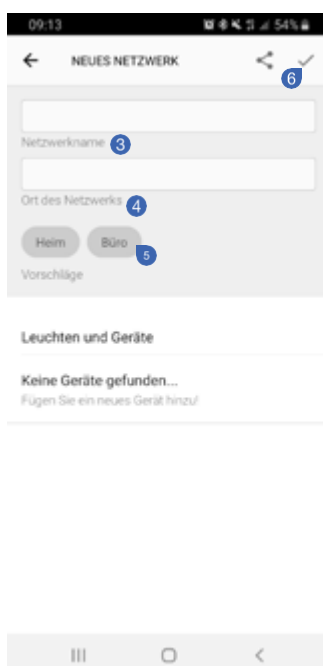 09:13 54%
NEUES NETZWERK
6
Netzwerkname 3
Ort des Netzwerks 4
Heim Büro 5
Vorschläge
Leuchten und Geräte
Keine Geräte gefunden...
Fügen Sie ein neues Gerät hinzu!